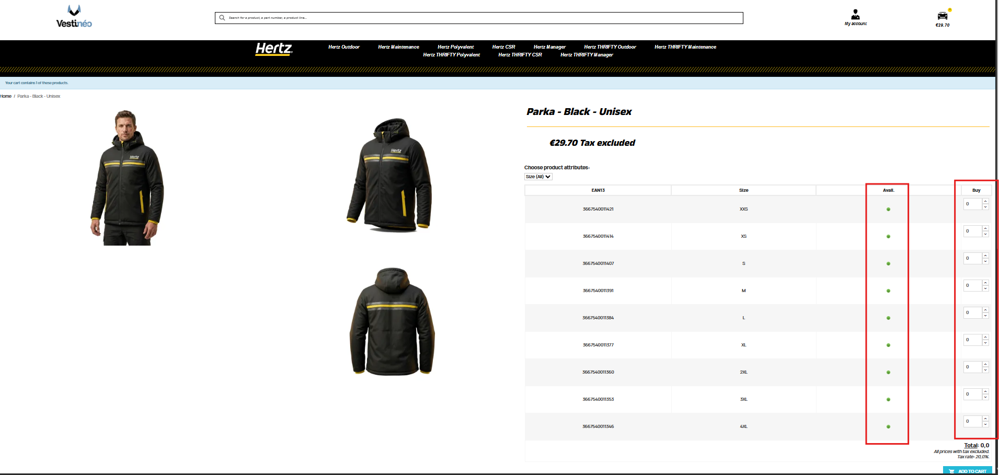 Vestinéo
Search for a product, a part number, a product line...
My account
€29.70
Hertz
Hertz Outdoor Hertz Maintenance Hertz Polyvalent Hertz CSR Hertz Manager Hertz THRIFTY Outdoor Hertz THRIFTY Maintenance
Hertz THRIFTY Polyvalent Hertz THRIFTY CSR Hertz THRIFTY Manager
Your cart contains 1 of these products.
Home / Parka - Black - Unisex
Hertz
Hertz
Parka - Black - Unisex
€29.70 Tax excluded
Choose product attributes:
Size (All)
EAN13 Size Avail. Buy
3667540011421 XXS 0
3667540011414 XS 0
3667540011407 S 0
3667540011391 M 0
3667540011384 L 0
3667540011377 XL 0
3667540011360 2XL 0
3667540011353 3XL 0
3667540011346 4XL 0
Total: 0,0
All prices with tax excluded.
Tax rate: 20,0%.
ADD TO CART